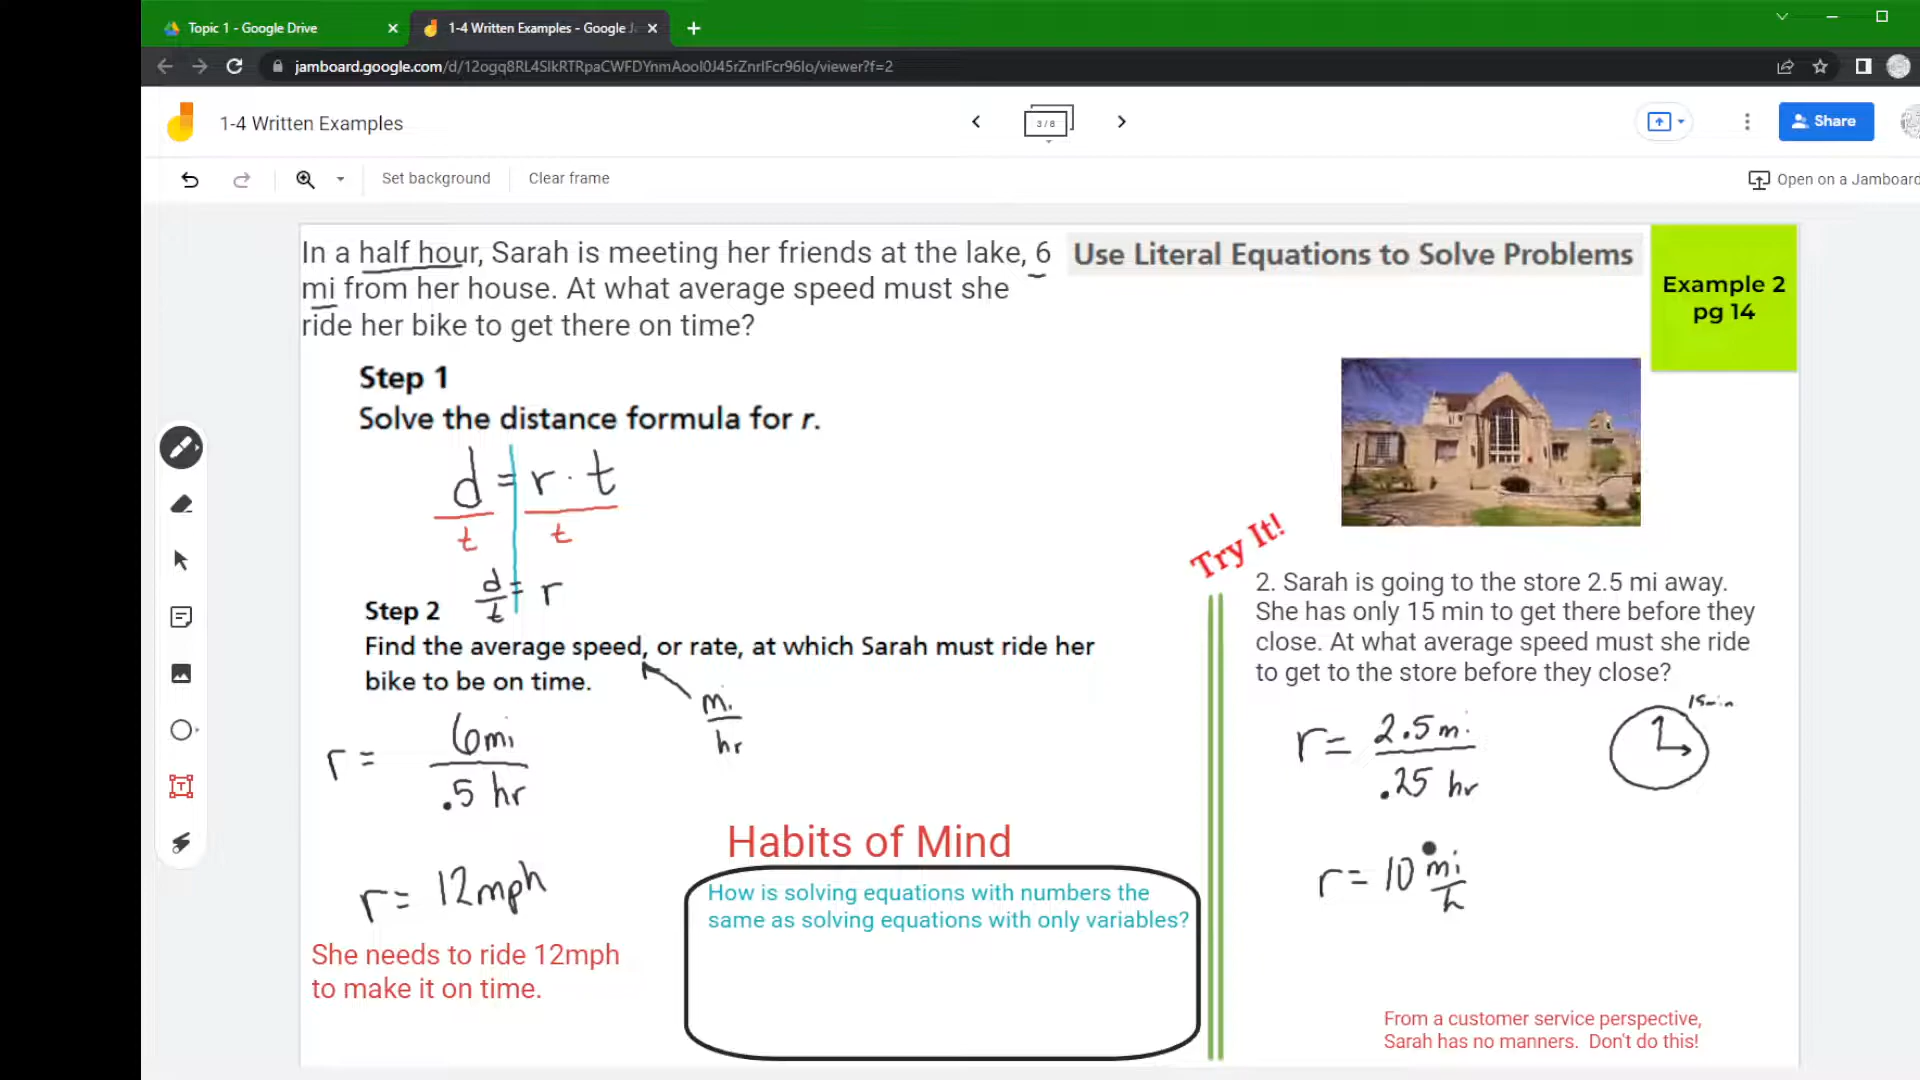 Topic 1 - Google Drive
1-4 Written Examples - Google J
jamboard.google.com/d/12ogq8RL4SlkRTRpaCWFDYnmAool0J45rZnrlFcr96lo/viewer?f=2
1-4 Written Examples
3 / 8
Share
Set background
Clear frame
Open on a Jamboard
In a half hour, Sarah is meeting her friends at the lake, 6
mi from her house. At what average speed must she
ride her bike to get there on time?
Use Literal Equations to Solve Problems
Example 2
pg 14
Step 1
Solve the distance formula for r.
d = r · t
t t
d/t = r
Step 2
Find the average speed, or rate, at which Sarah must ride her
bike to be on time.
mi
hr
r = 6mi
.5 hr
r = 12mph
She needs to ride 12mph
to make it on time.
Habits of Mind
How is solving equations with numbers the
same as solving equations with only variables?
Try It!
2. Sarah is going to the store 2.5 mi away.
She has only 15 min to get there before they
close. At what average speed must she ride
to get to the store before they close?
15min
r = 2.5mi
.25 hr
r = 10 mi
h
From a customer service perspective,
Sarah has no manners. Don't do this!